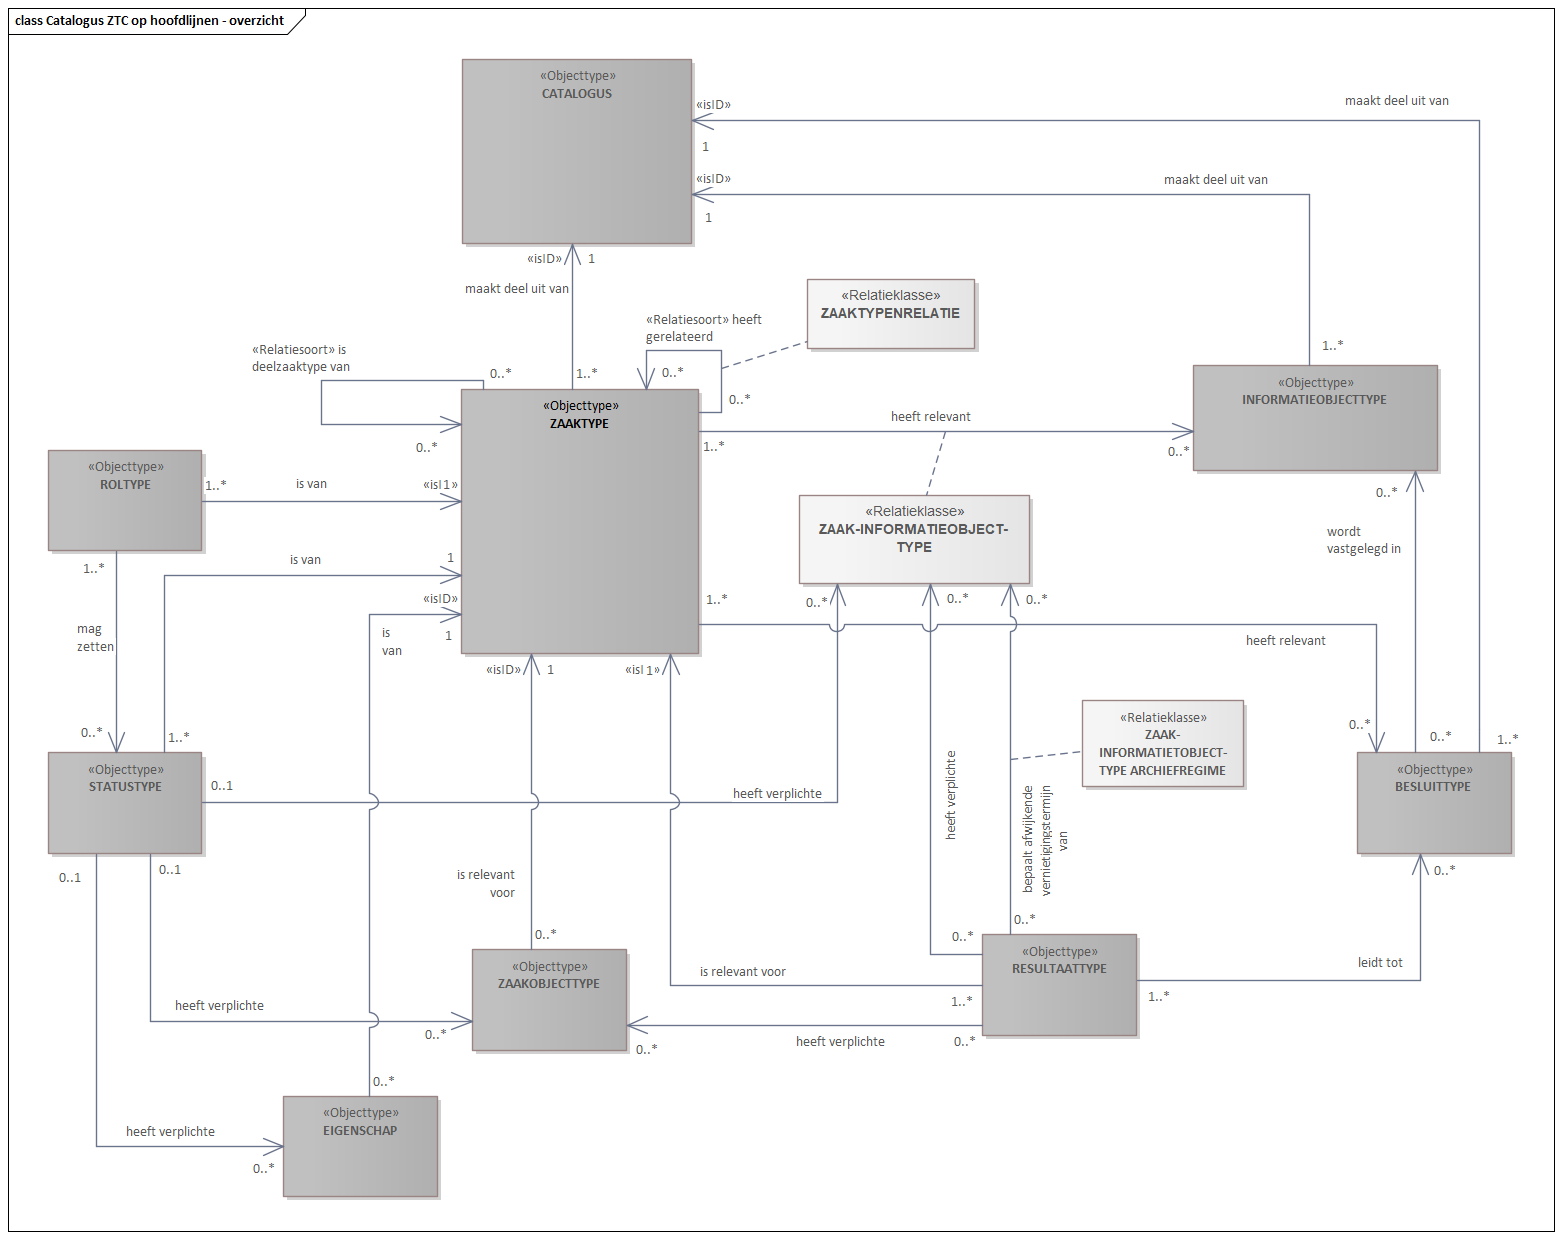 class Catalogus ZTC op hoofdlijnen - overzicht
«Objecttype»
CATALOGUS
«isID»
1
maakt deel uit van
«isID»
1
maakt deel uit van
«isID»
1
maakt deel uit van
«Relatieklasse»
ZAAKTYPENRELATIE
«Relatiesoort» heeft
gerelateerd
«Relatiesoort» is
deelzaaktype van
0..*
1..*
0..*
0..*
1..*
0..*
«Objecttype»
ZAAKTYPE
«Objecttype»
INFORMATIEOBJECTTYPE
heeft relevant
1..*
0..*
«Objecttype»
ROLTYPE
1..*
is van
«isI1»
0..*
«Relatieklasse»
ZAAK-INFORMATIEOBJECT-
TYPE
wordt
vastgelegd in
is van
1
1..*
«isID»
1
is
van
mag
zetten
0..*
0..*
0..*
1..*
heeft relevant
«isID»
1
«isI1»
«Relatieklasse»
ZAAK-
INFORMATIETOBJECT-
TYPE ARCHIEFREGIME
0..*
1..*
0..*
0..*
1..*
«Objecttype»
STATUSTYPE
0..1
heeft verplichte
heeft verplichte
bepaalt afwijkende
vernietigingstermijn
van
«Objecttype»
BESLUITTYPE
0..1
0..1
is relevant
voor
0..*
0..*
0..*
0..*
«Objecttype»
ZAAKOBJECTTYPE
is relevant voor
«Objecttype»
RESULTAATTYPE
leidt tot
1..*
1..*
heeft verplichte
0..*
0..*
heeft verplichte
0..*
0..*
«Objecttype»
EIGENSCHAP
heeft verplichte
0..*